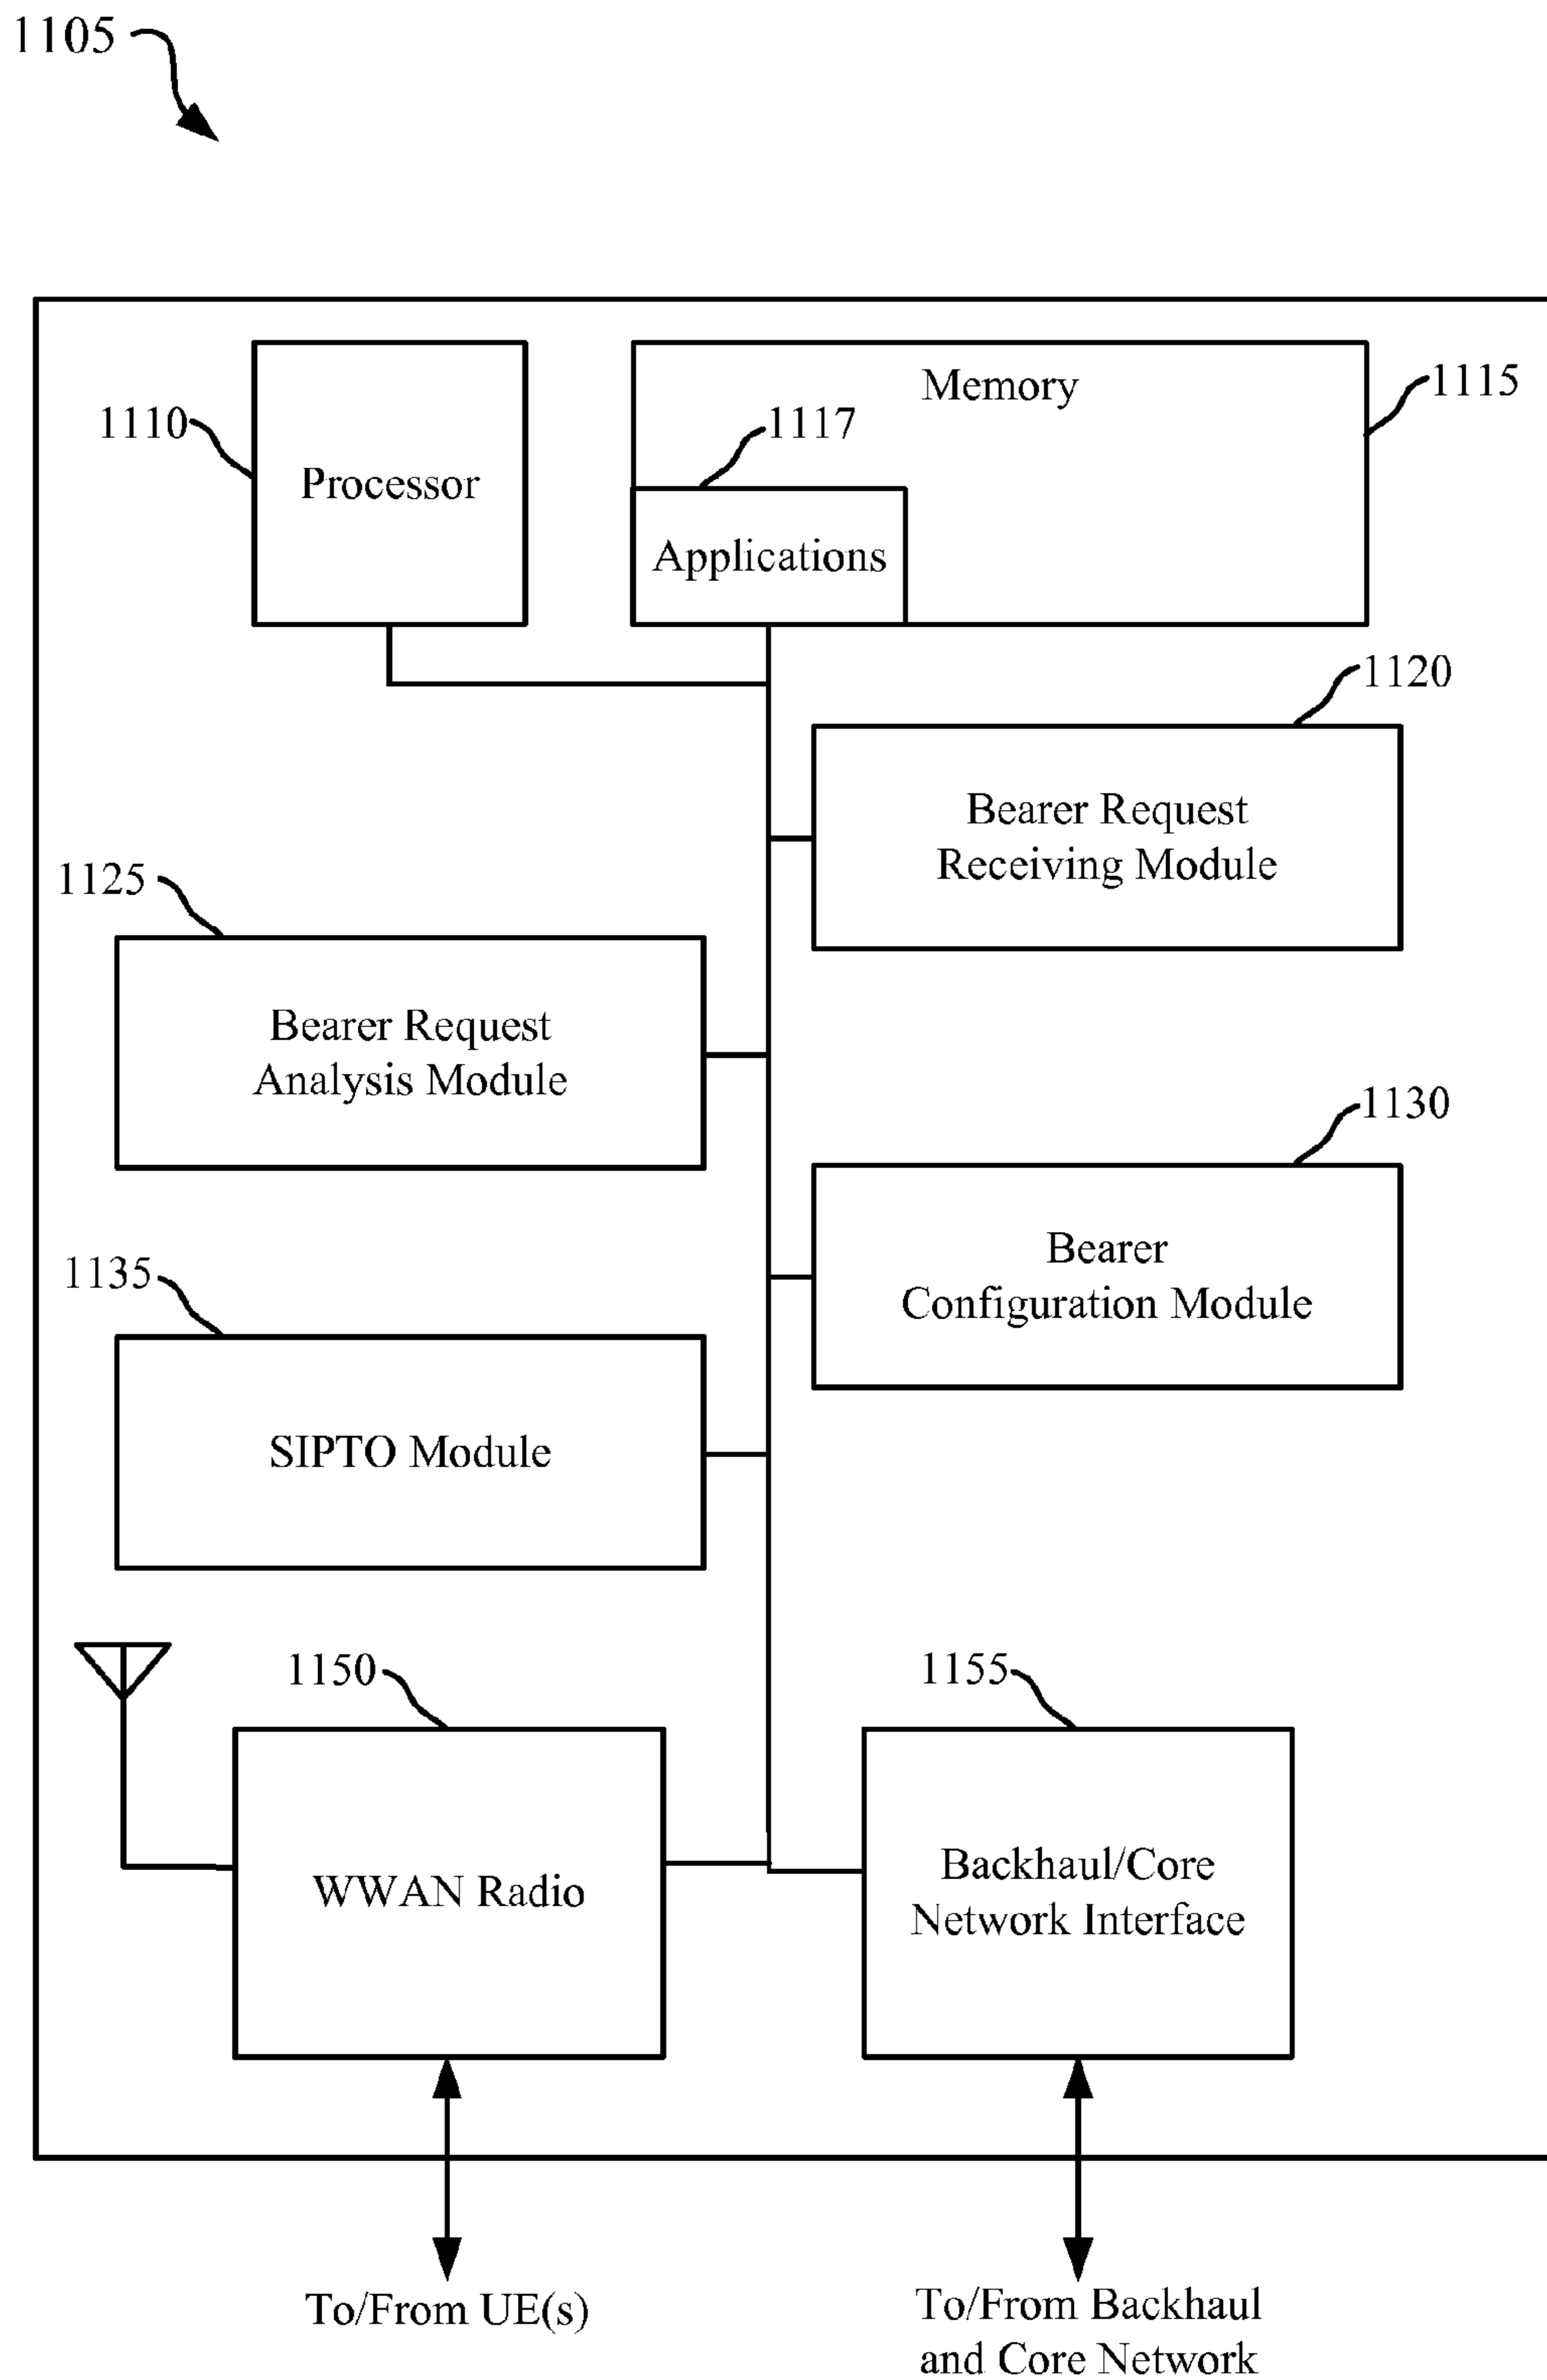 1105
Memory
1115
1110
1117
Processor
Applications
1120
Bearer Request
Receiving Module
1125
Bearer Request
Analysis Module
1130
Bearer
Configuration Module
1135
SIPTO Module
1150
1155
WWAN Radio
Backhaul/Core
Network Interface
To/From UE(s)
To/From Backhaul
and Core Network